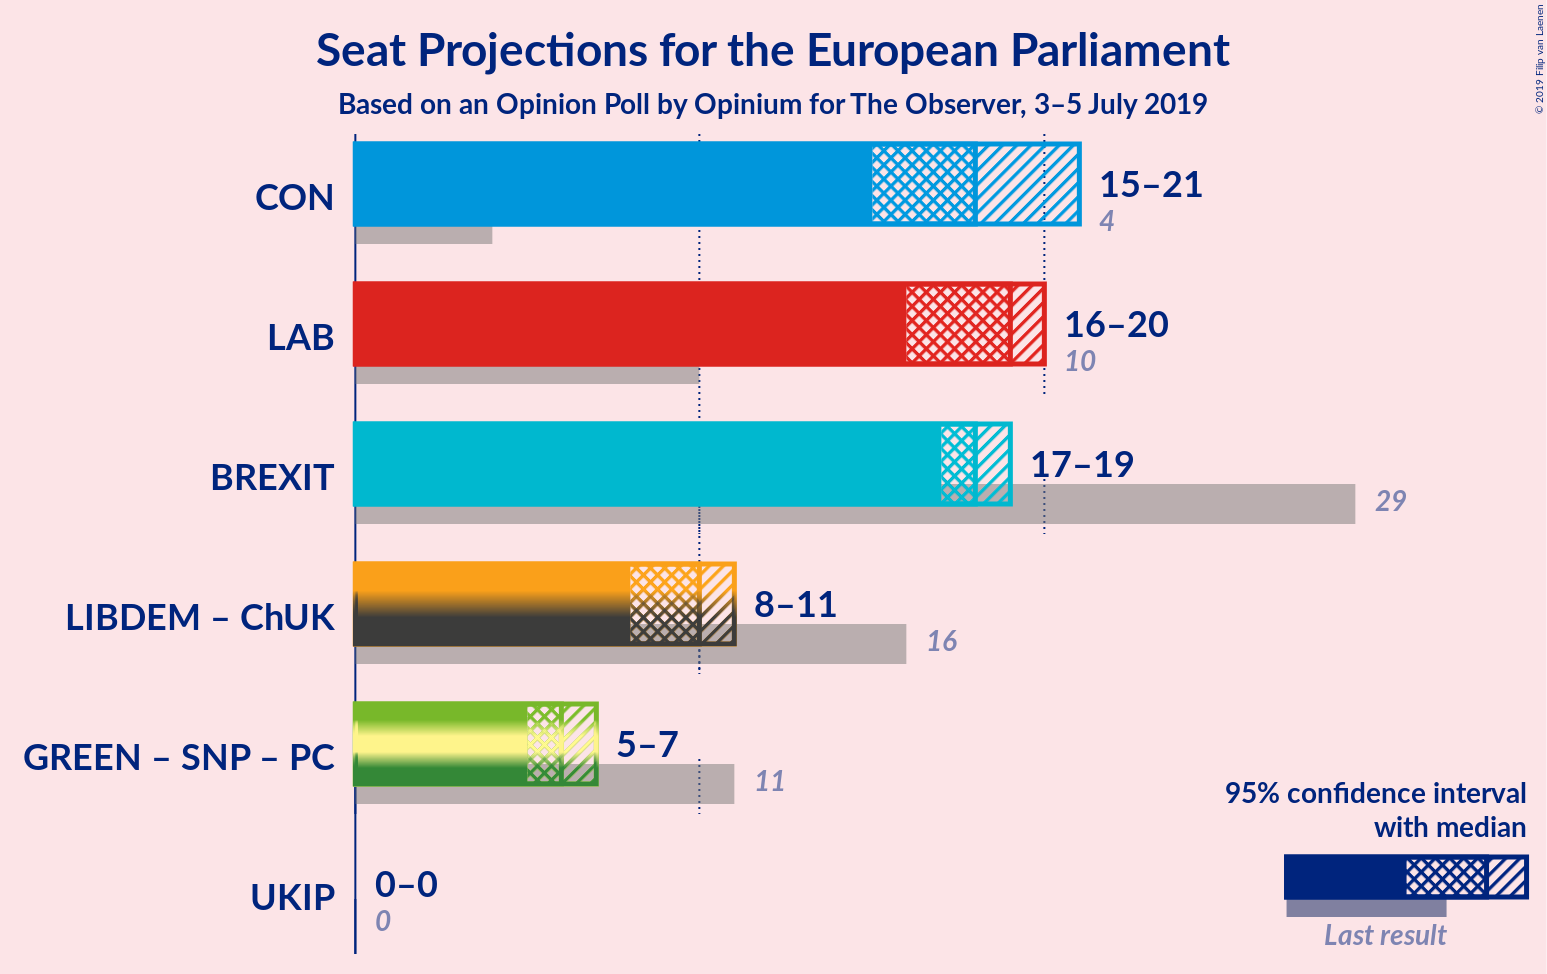 Seat Projections for the European Parliament
Based on an Opinion Poll by Opinium for The Observer, 3–5 July 2019
© 2019 Filip van Laenen
CON
15–21
4
LAB
16–20
10
BREXIT
17–19
29
LIBDEM – ChUK
8–11
16
GREEN – SNP – PC
5–7
11
UKIP
0–0
0
95% confidence interval
with median
Last result